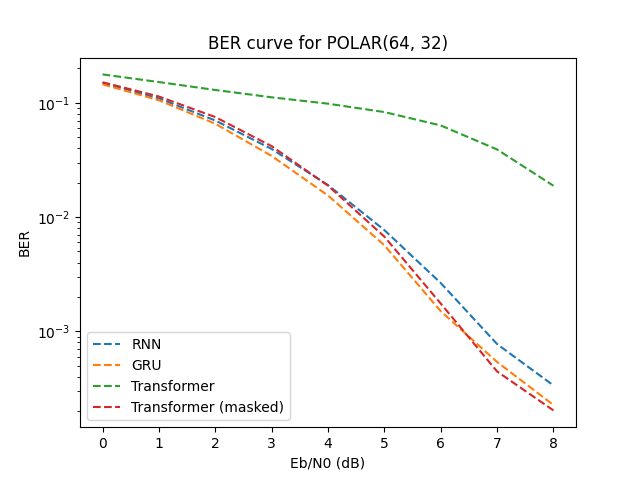 BER curve for POLAR(64, 32)
10⁻¹
10⁻²
10⁻³
BER
RNN
GRU
Transformer
Transformer (masked)
0 1 2 3 4 5 6 7 8
Eb/N0 (dB)